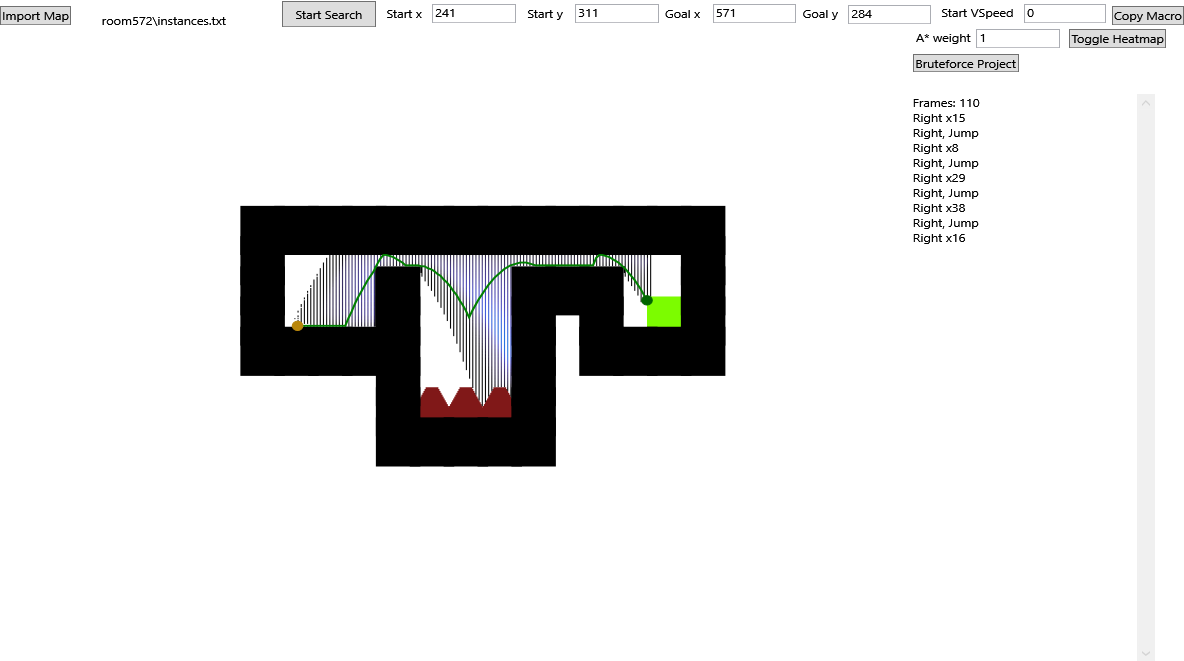 Import Map
room572\instances.txt
Start Search
Start x 241
Start y 311
Goal x 571
Goal y 284
Start VSpeed 0
Copy Macro
A* weight 1
Toggle Heatmap
Bruteforce Project
Frames: 110
Right x15
Right, Jump
Right x8
Right, Jump
Right x29
Right, Jump
Right x38
Right, Jump
Right x16